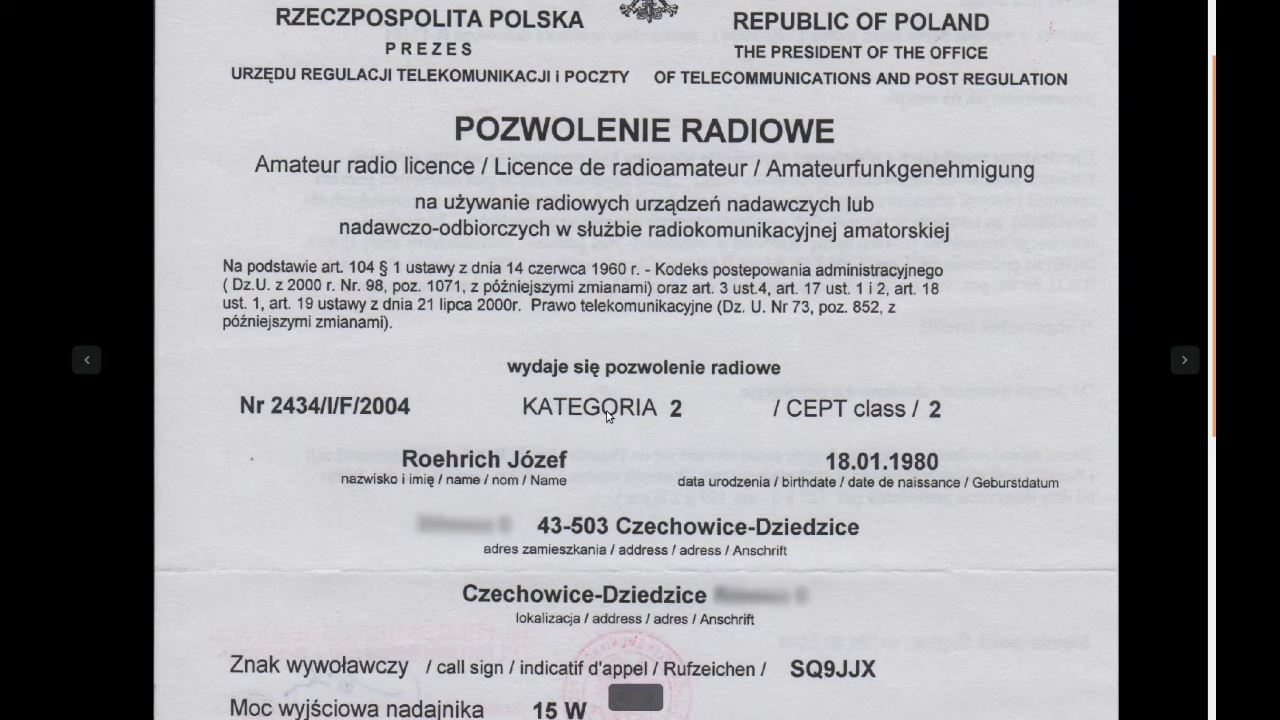 RZECZPOSPOLITA POLSKA
PREZES
URZĘDU REGULACJI TELEKOMUNIKACJI i POCZTY
REPUBLIC OF POLAND
THE PRESIDENT OF THE OFFICE
OF TELECOMMUNICATIONS AND POST REGULATION
POZWOLENIE RADIOWE
Amateur radio licence / Licence de radioamateur / Amateurfunkgenehmigung
na używanie radiowych urządzeń nadawczych lub
nadawczo-odbiorczych w służbie radiokomunikacyjnej amatorskiej
Na podstawie art. 104 § 1 ustawy z dnia 14 czerwca 1960 r. - Kodeks postepowania administracyjnego
( Dz.U. z 2000 r. Nr. 98, poz. 1071, z późniejszymi zmianami) oraz art. 3 ust.4, art. 17 ust. 1 i 2, art. 18
ust. 1, art. 19 ustawy z dnia 21 lipca 2000r. Prawo telekomunikacyjne (Dz. U. Nr 73, poz. 852, z
późniejszymi zmianami).
wydaje się pozwolenie radiowe
Nr 2434/I/F/2004 KATEGORIA 2 / CEPT class / 2
Roehrich Józef 18.01.1980
nazwisko i imię / name / nom / Name data urodzenia / birthdate / date de naissance / Geburstdatum
43-503 Czechowice-Dziedzice
adres zamieszkania / address / adress / Anschrift
Czechowice-Dziedzice
lokalizacja / address / adres / Anschrift
Znak wywoławczy / call sign / indicatif d'appel / Rufzeichen / SQ9JJX
Moc wyjściowa nadajnika 15 W